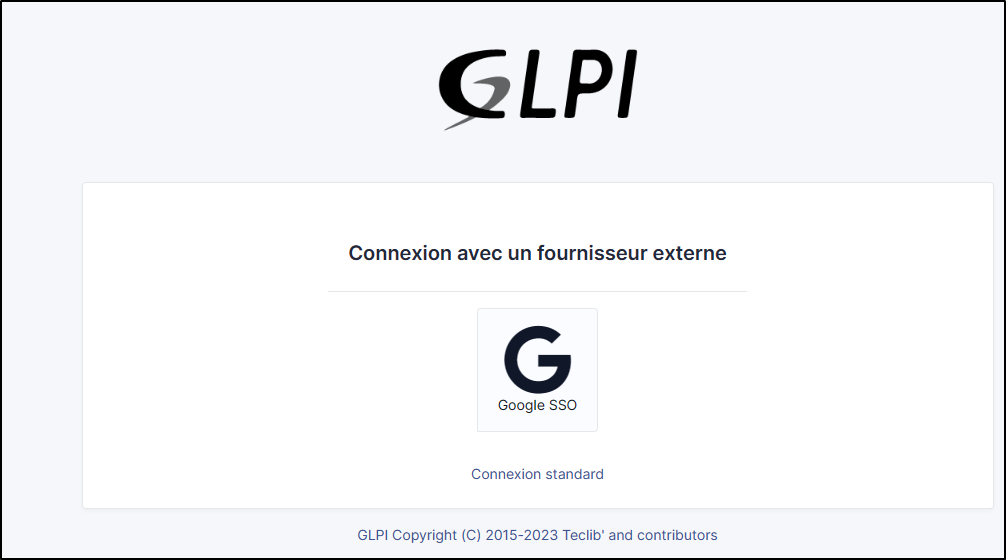 GLPI
Connexion avec un fournisseur externe
G
Google SSO
Connexion standard
GLPI Copyright (C) 2015-2023 Teclib' and contributors